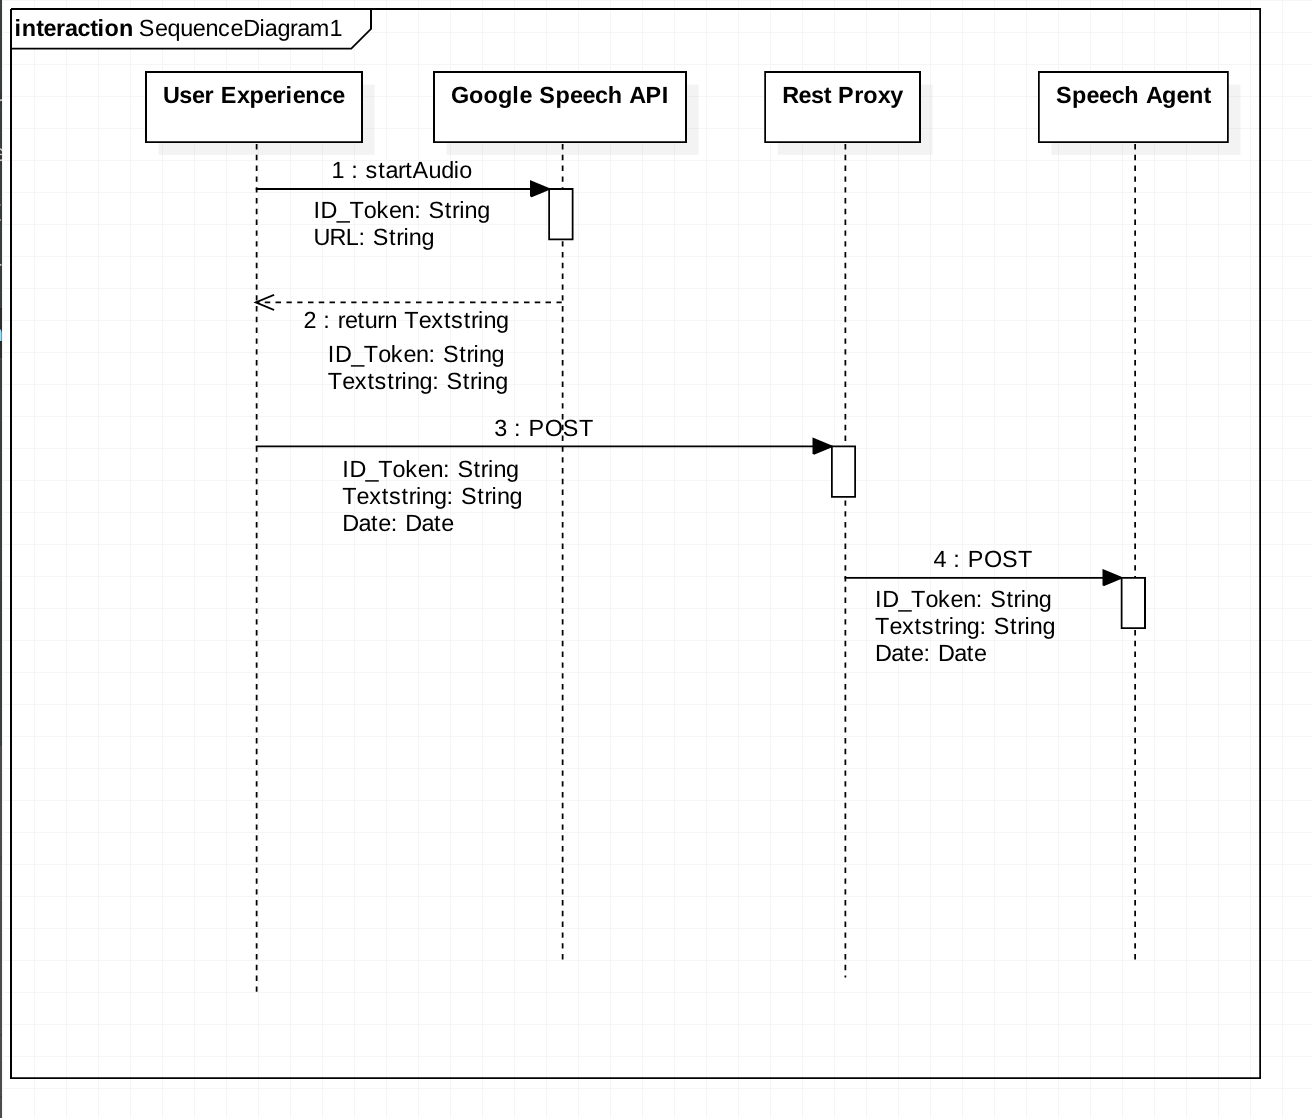 interaction SequenceDiagram1
User Experience
Google Speech API
Rest Proxy
Speech Agent
1 : startAudio
ID_Token: String
URL: String
2 : return Textstring
ID_Token: String
Textstring: String
3 : POST
ID_Token: String
Textstring: String
Date: Date
4 : POST
ID_Token: String
Textstring: String
Date: Date